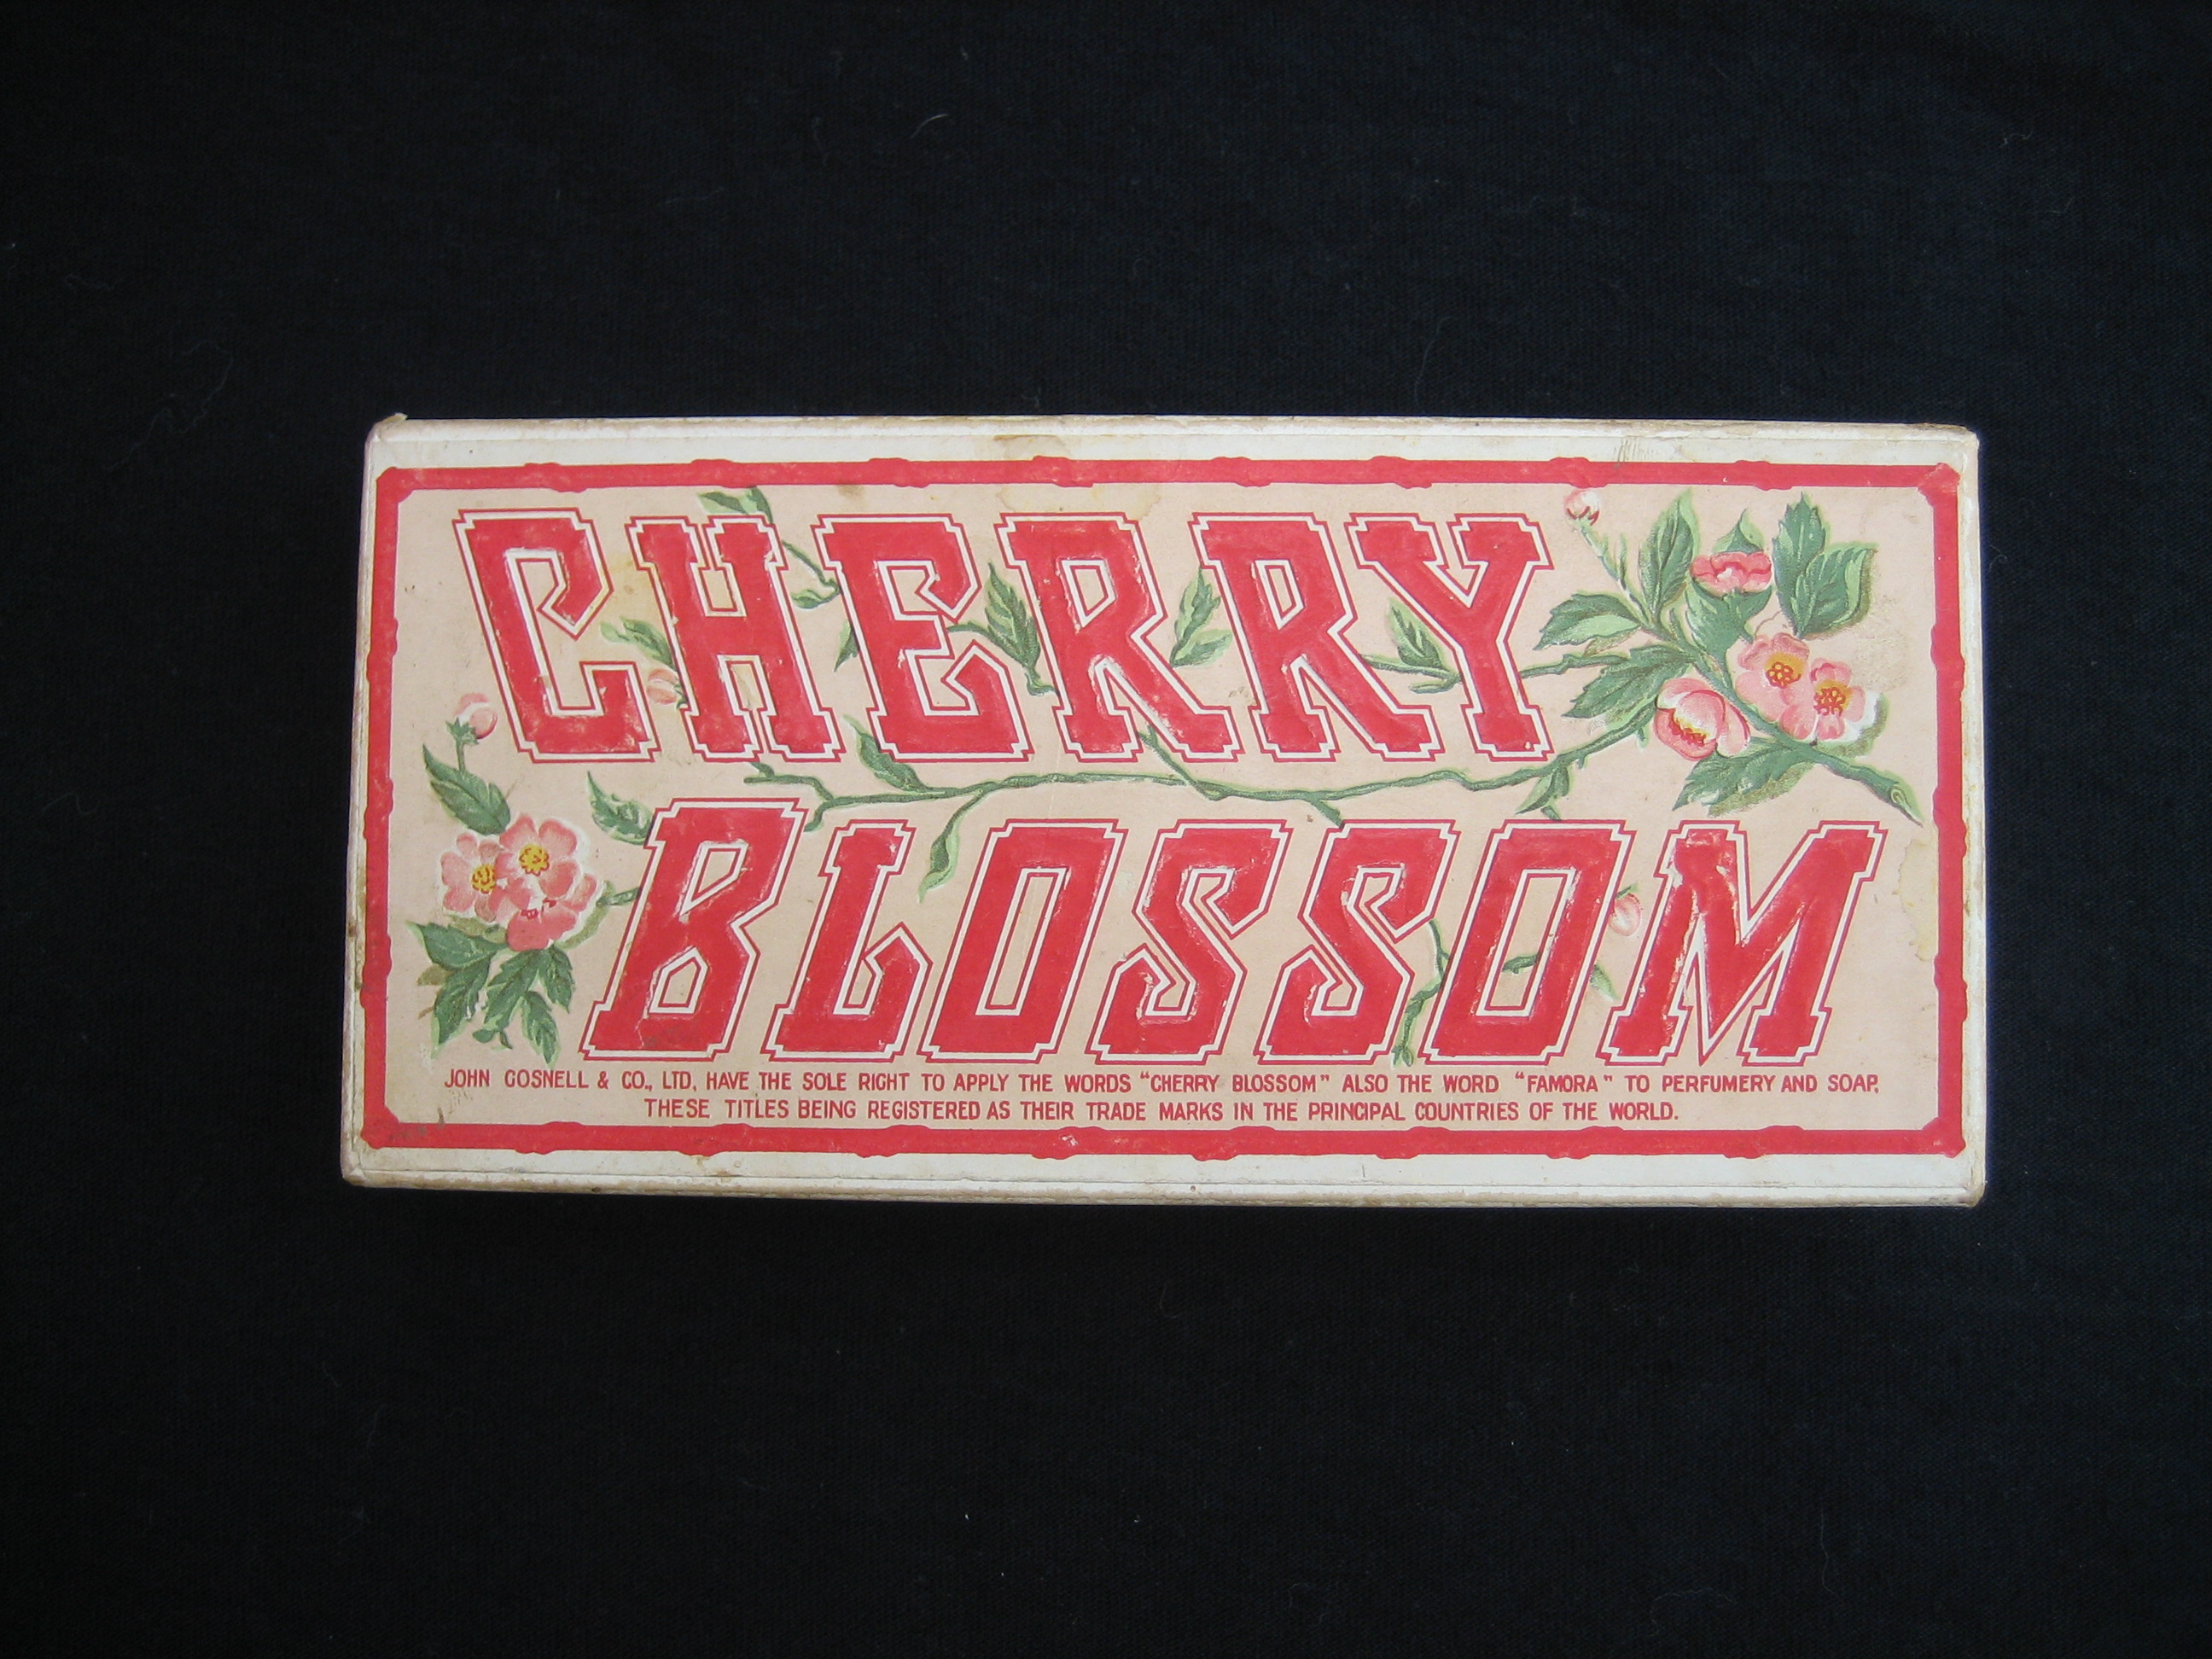 CHERRY
BLOSSOM
JOHN GOSNELL & CO., LTD, HAVE THE SOLE RIGHT TO APPLY THE WORDS "CHERRY BLOSSOM" ALSO THE WORD "FAMORA" TO PERFUMERY AND SOAP,
THESE TITLES BEING REGISTERED AS THEIR TRADE MARKS IN THE PRINCIPAL COUNTRIES OF THE WORLD.